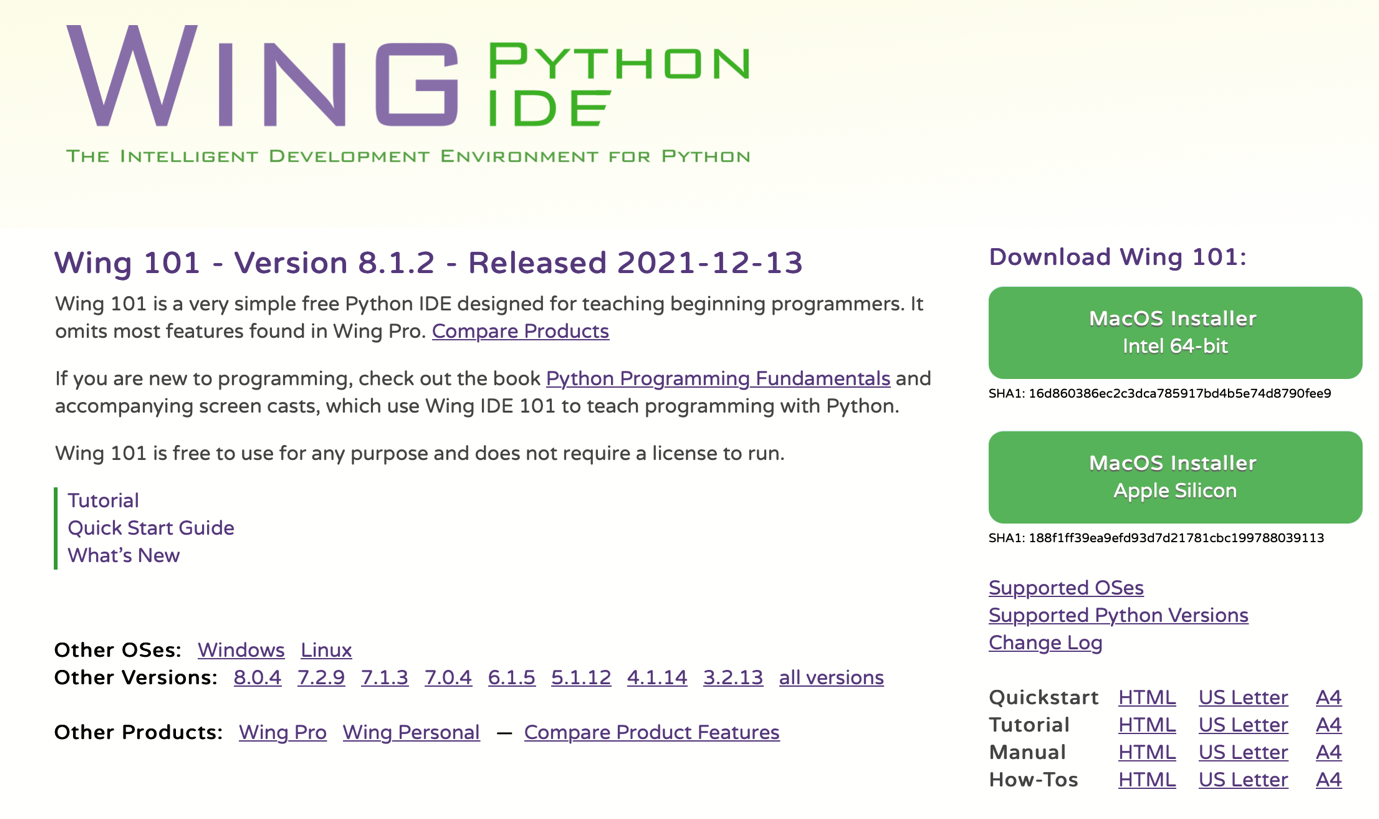 WING PYTHON IDE
THE INTELLIGENT DEVELOPMENT ENVIRONMENT FOR PYTHON
Wing 101 - Version 8.1.2 - Released 2021-12-13
Wing 101 is a very simple free Python IDE designed for teaching beginning programmers. It
omits most features found in Wing Pro. Compare Products
If you are new to programming, check out the book Python Programming Fundamentals and
accompanying screen casts, which use Wing IDE 101 to teach programming with Python.
Wing 101 is free to use for any purpose and does not require a license to run.
Tutorial
Quick Start Guide
What's New
Other OSes: Windows Linux
Other Versions: 8.0.4 7.2.9 7.1.3 7.0.4 6.1.5 5.1.12 4.1.14 3.2.13 all versions
Other Products: Wing Pro Wing Personal — Compare Product Features
Download Wing 101:
MacOS Installer
Intel 64-bit
SHA1: 16d860386ec2c3dca785917bd4b5e74d8790fee9
MacOS Installer
Apple Silicon
SHA1: 188f1ff39ea9efd93d7d21781cbc199788039113
Supported OSes
Supported Python Versions
Change Log
Quickstart HTML US Letter A4
Tutorial HTML US Letter A4
Manual HTML US Letter A4
How-Tos HTML US Letter A4